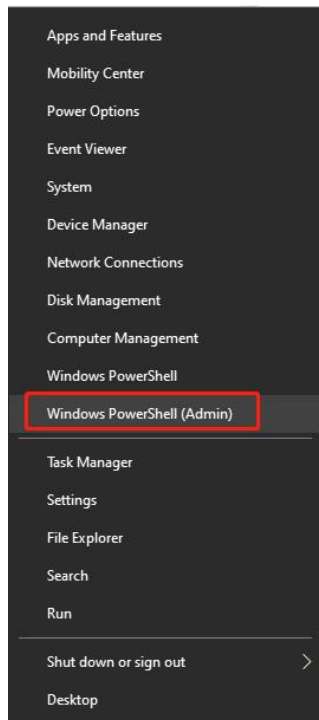 Apps and Features
Mobility Center
Power Options
Event Viewer
System
Device Manager
Network Connections
Disk Management
Computer Management
Windows PowerShell
Windows PowerShell (Admin)
Task Manager
Settings
File Explorer
Search
Run
Shut down or sign out
Desktop